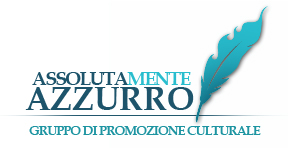 ASSOLUTAMENTE
AZZURRO
GRUPPO DI PROMOZIONE CULTURALE